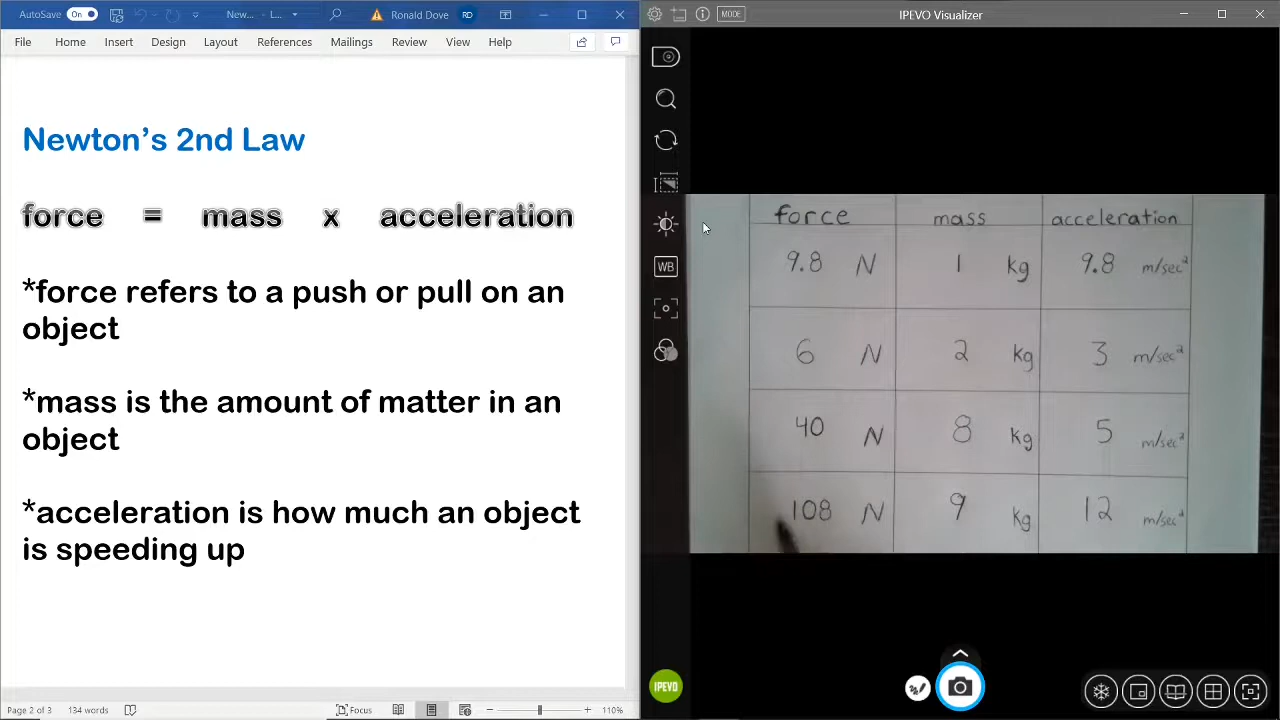 AutoSave On New... - L... Ronald Dove RD
File Home Insert Design Layout References Mailings Review View Help
Newton's 2nd Law
force = mass x acceleration
*force refers to a push or pull on an
object
*mass is the amount of matter in an
object
*acceleration is how much an object
is speeding up
Page 2 of 3 134 words Focus 110%
MODE IPEVO Visualizer
WB
force mass acceleration
9.8 N 1 kg 9.8 m/sec²
6 N 2 kg 3 m/sec²
40 N 8 kg 5 m/sec²
108 N 9 kg 12 m/sec²
IPEVO